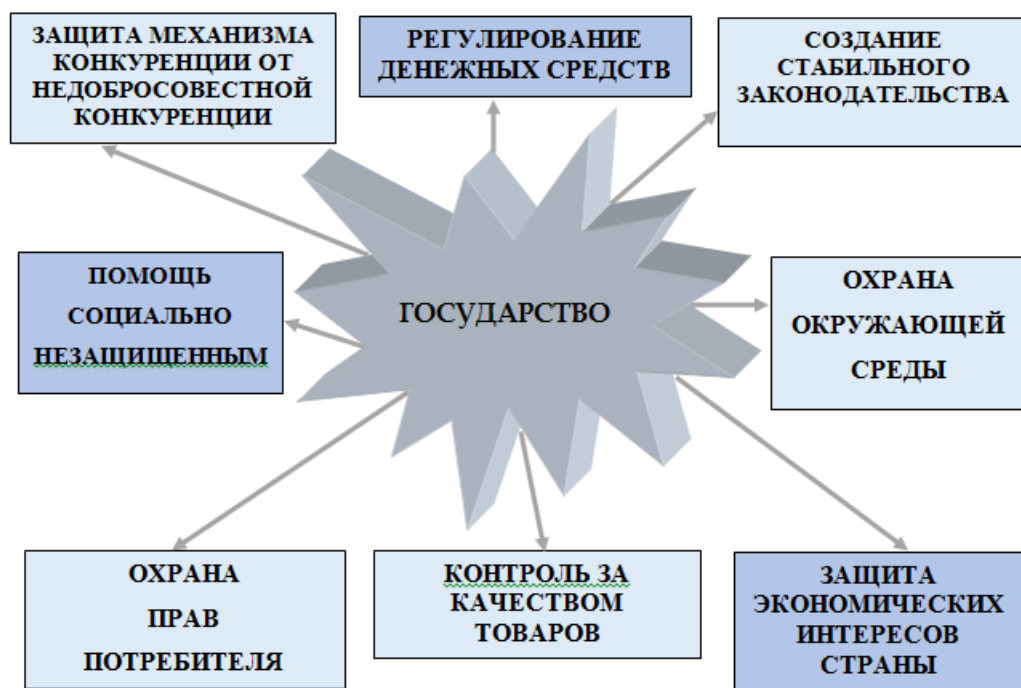 ЗАЩИТА МЕХАНИЗМА
КОНКУРЕНЦИИ ОТ
НЕДОБРОСОВЕСТНОЙ
КОНКУРЕНЦИИ
РЕГУЛИРОВАНИЕ
ДЕНЕЖНЫХ СРЕДСТВ
СОЗДАНИЕ
СТАБИЛЬНОГО
ЗАКОНОДАТЕЛЬСТВА
ПОМОЩЬ
СОЦИАЛЬНО
НЕЗАЩИЩЕННЫМ
ГОСУДАРСТВО
ОХРАНА
ОКРУЖАЮЩЕЙ
СРЕДЫ
ОХРАНА
ПРАВ
ПОТРЕБИТЕЛЯ
КОНТРОЛЬ ЗА
КАЧЕСТВОМ
ТОВАРОВ
ЗАЩИТА
ЭКОНОМИЧЕСКИХ
ИНТЕРЕСОВ
СТРАНЫ